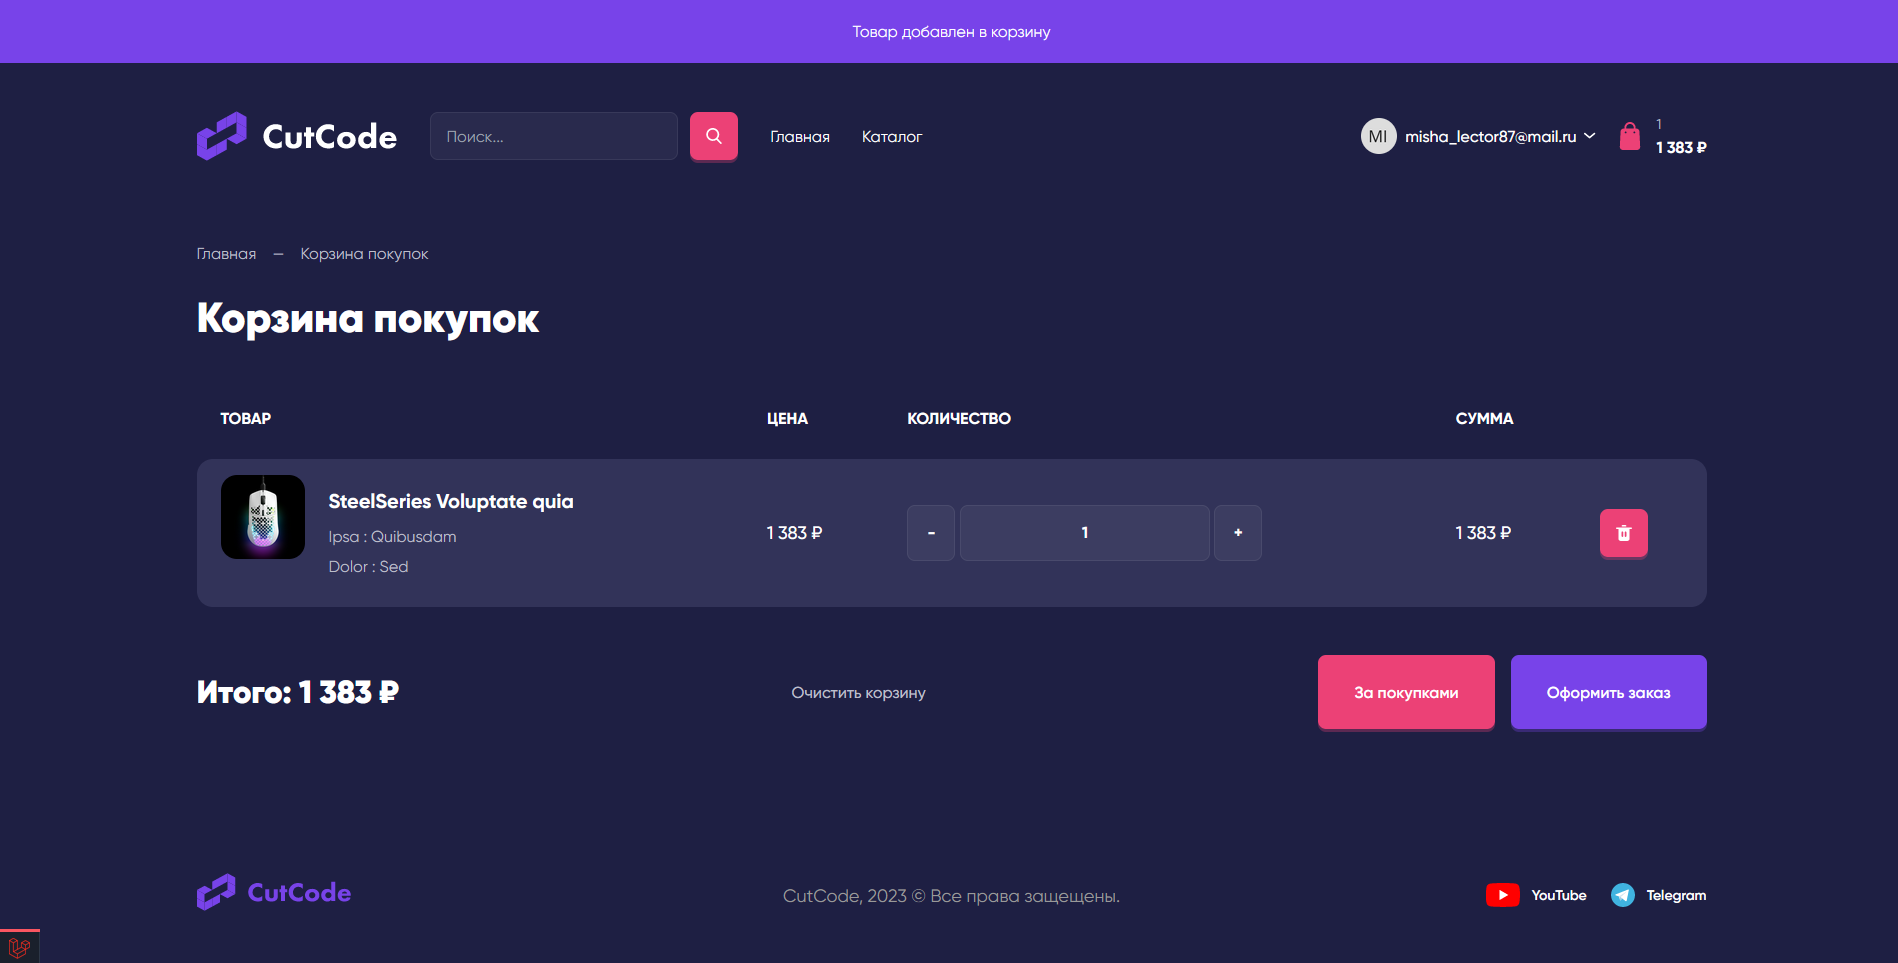 Товар добавлен в корзину
CutCode
Поиск...
Главная
Каталог
MI
misha_lector87@mail.ru
1
1 383 ₽
Главная — Корзина покупок
Корзина покупок
ТОВАР
ЦЕНА
КОЛИЧЕСТВО
СУММА
SteelSeries Voluptate quia
Ipsa : Quibusdam
Dolor : Sed
1 383 ₽
-
1
+
1 383 ₽
Итого: 1 383 ₽
Очистить корзину
За покупками
Оформить заказ
CutCode
CutCode, 2023 © Все права защещены.
YouTube
Telegram